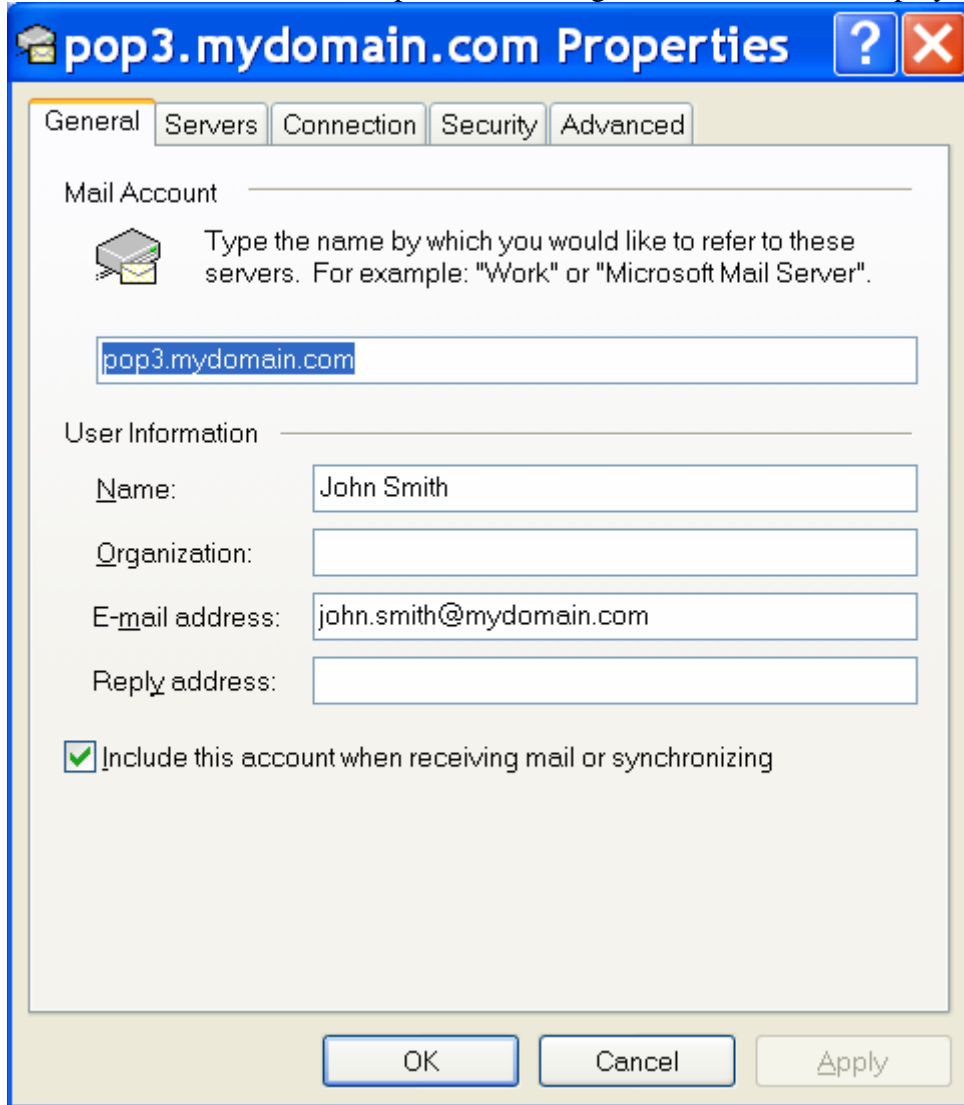 pop3.mydomain.com Properties
General Servers Connection Security Advanced
Mail Account
Type the name by which you would like to refer to these
servers. For example: "Work" or "Microsoft Mail Server".
pop3.mydomain.com
User Information
Name: John Smith
Organization:
E-mail address: john.smith@mydomain.com
Reply address:
Include this account when receiving mail or synchronizing
OK Cancel Apply